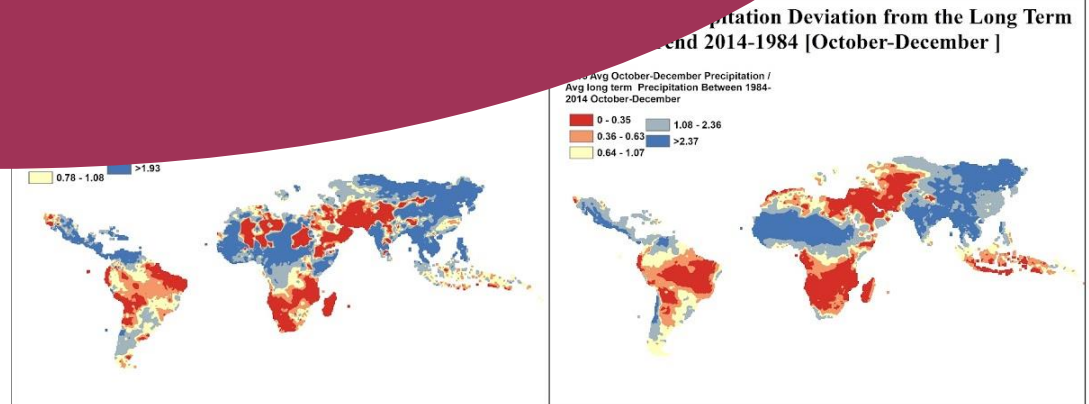 Deviation from the Long Term
2014-1984 [October-December ]
Avg October-December Precipitation /
Avg long term Precipitation Between 1984-
2014 October-December
0 - 0.35
0.36 - 0.63
0.64 - 1.07
1.08 - 2.36
>2.37
0.78 - 1.08
>1.93